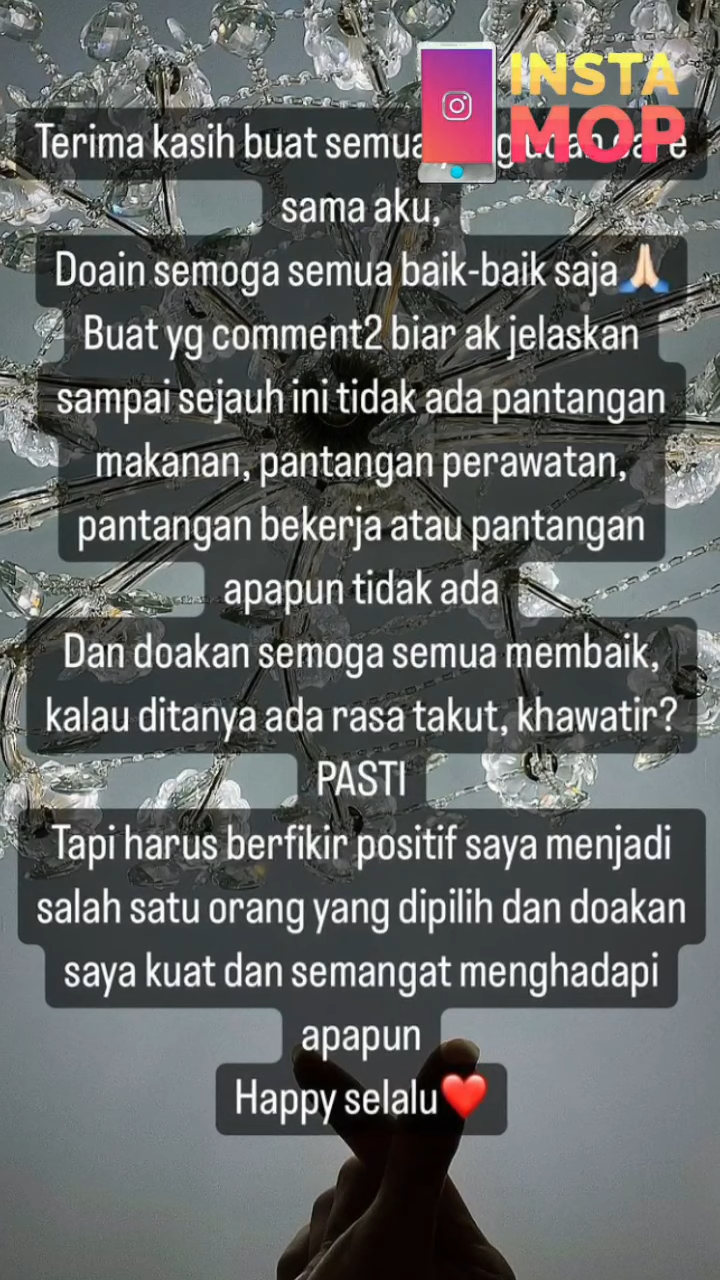 INSTA
MOP
Terima kasih buat semua
sama aku,
Doain semoga semua baik-baik saja🙏🏻
Buat yg comment2 biar ak jelaskan
sampai sejauh ini tidak ada pantangan
makanan, pantangan perawatan,
pantangan bekerja atau pantangan
apapun tidak ada
Dan doakan semoga semua membaik,
kalau ditanya ada rasa takut, khawatir?
PASTI
Tapi harus berfikir positif saya menjadi
salah satu orang yang dipilih dan doakan
saya kuat dan semangat menghadapi
apapun
Happy selalu❤️